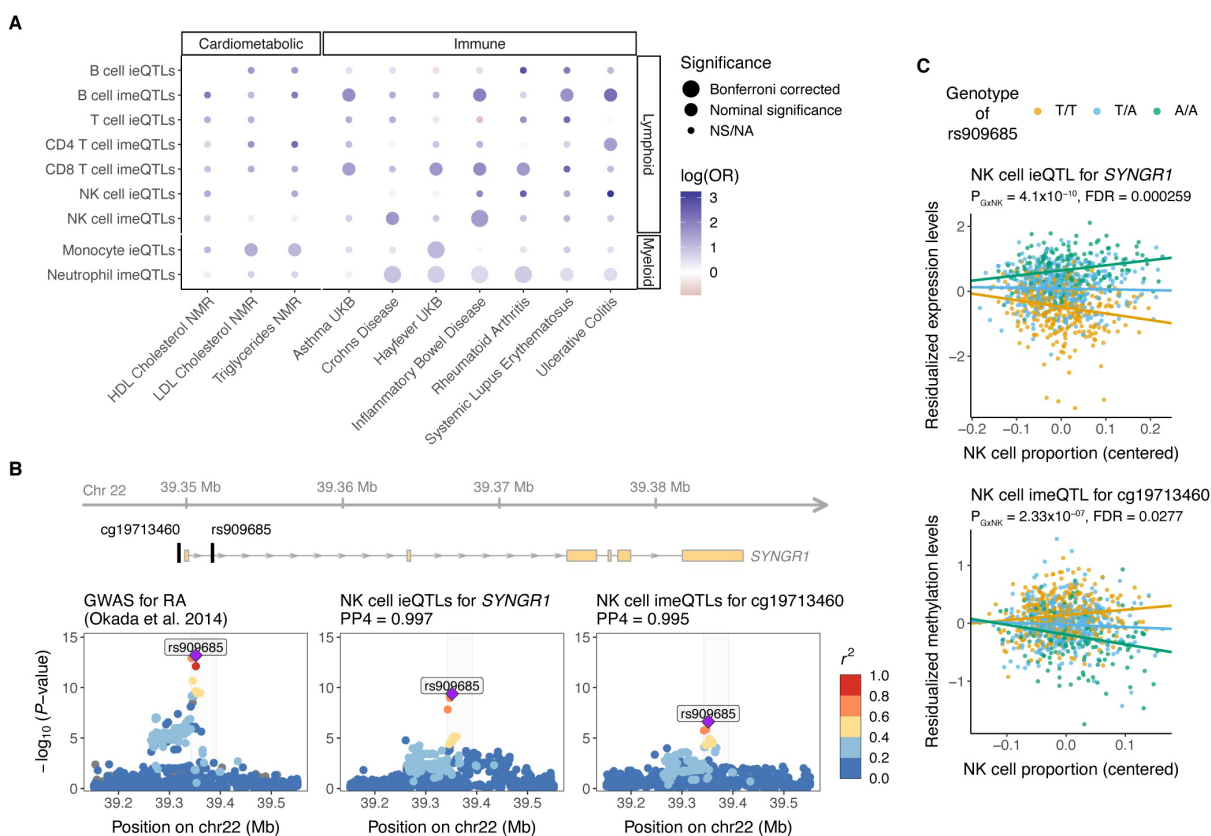 A
Cardiometabolic
Immune
B cell ieQTLs
B cell imeQTLs
T cell ieQTLs
CD4 T cell imeQTLs
CD8 T cell imeQTLs
NK cell ieQTLs
NK cell imeQTLs
Monocyte ieQTLs
Neutrophil imeQTLs
Lymphoid
Myeloid
HDL Cholesterol NMR
LDL Cholesterol NMR
Triglycerides NMR
Asthma UKB
Crohns Disease
Hayfever UKB
Inflammatory Bowel Disease
Rheumatoid Arthritis
Systemic Lupus Erythematosus
Ulcerative Colitis
Significance
Bonferroni corrected
Nominal significance
NS/NA
log(OR)
3
2
1
0
B
Chr 22
39.35 Mb
39.36 Mb
39.37 Mb
39.38 Mb
cg19713460
rs909685
SYNGR1
GWAS for RA
(Okada et al. 2014)
NK cell ieQTLs for SYNGR1
PP4 = 0.997
NK cell imeQTLs for cg19713460
PP4 = 0.995
−log10 (P−value)
15
10
5
0
rs909685
39.2
39.3
39.4
39.5
Position on chr22 (Mb)
15
10
5
0
rs909685
39.2
39.3
39.4
39.5
Position on chr22 (Mb)
15
10
5
0
rs909685
39.2
39.3
39.4
39.5
Position on chr22 (Mb)
r2
1.0
0.8
0.6
0.4
0.2
0.0
C
Genotype
of
rs909685
T/T
T/A
A/A
NK cell ieQTL for SYNGR1
PGxNK = 4.1x10−10, FDR = 0.000259
Residualized expression levels
2
0
−2
−0.2
−0.1
0.0
0.1
0.2
NK cell proportion (centered)
NK cell imeQTL for cg19713460
PGxNK = 2.33x10−07, FDR = 0.0277
Residualized methylation levels
1
0
−1
−0.1
0.0
0.1
NK cell proportion (centered)